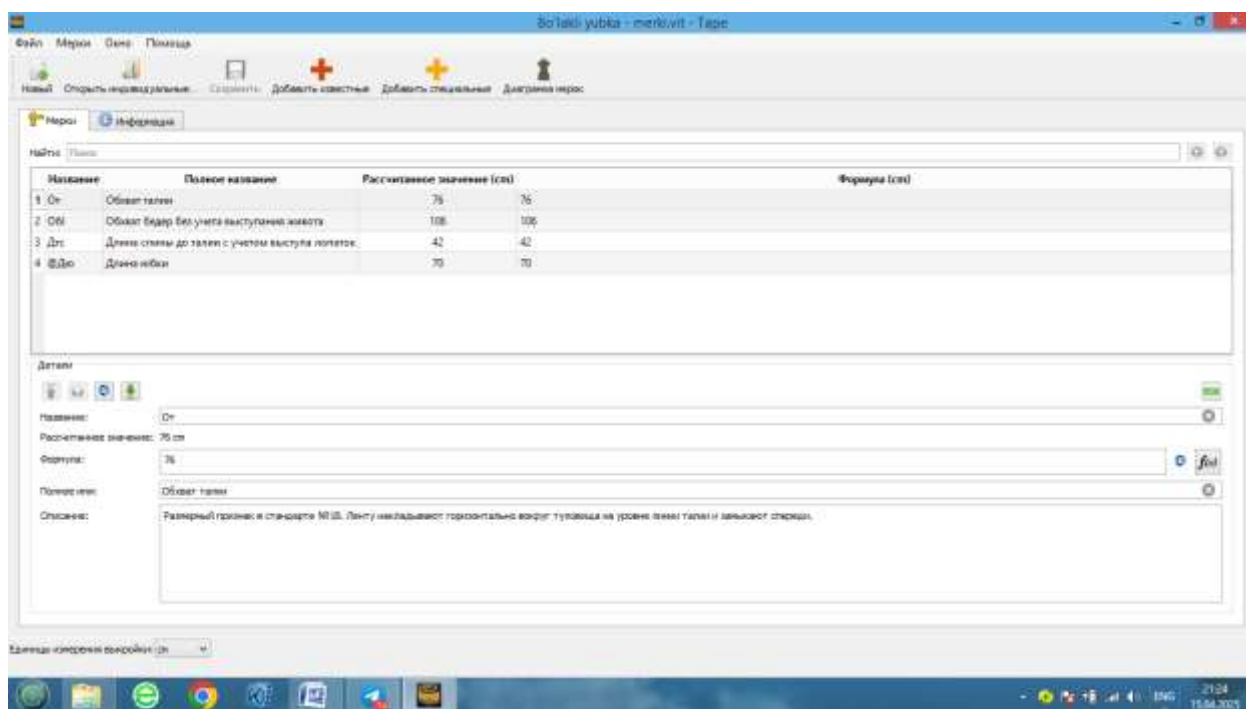 Bo'lakli yubka - merki.vit - Tape
Файл Мерки Окно Помощь
Новый Открыть индивидуальные... Сохранить Добавить известные Добавить специальные Диаграмма мерок
Мерки Информация
Найти: Поиск
Название Полное название Рассчитанное значение (cm) Формула (cm)
1 От Обхват талии 76 76
2 Обб Обхват бедер без учета выступания живота 106 106
3 Дтс Длина спины до талии с учетом выступа лопаток 42 42
4 @Дю Длина юбки 70 70
Детали
Название: От
Рассчитанное значение: 76 cm
Формула: 76
Полное имя: Обхват талии
Описание: Размерный признак в стандарте №18. Ленту накладывают горизонтально вокруг туловища на уровне линии талии и замыкают спереди.
Единицы измерения выкройки: cm
ENG 21:24
15.04.2025